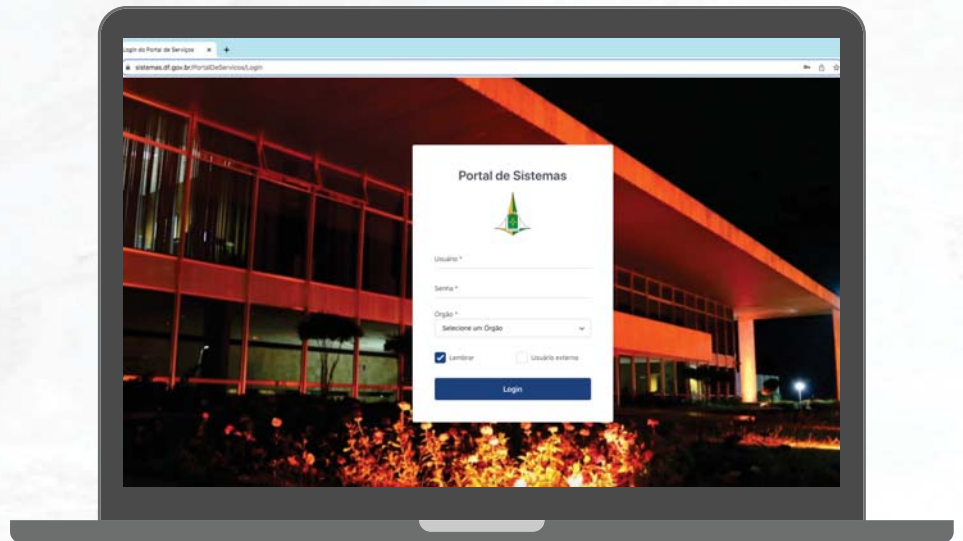 Login do Portal de Serviços × +
sistemas.df.gov.br/PortalDeServicos/Login
Portal de Sistemas
Usuário *
Senha *
Órgão *
Selecione um Órgão
Lembrar Usuário externo
Login